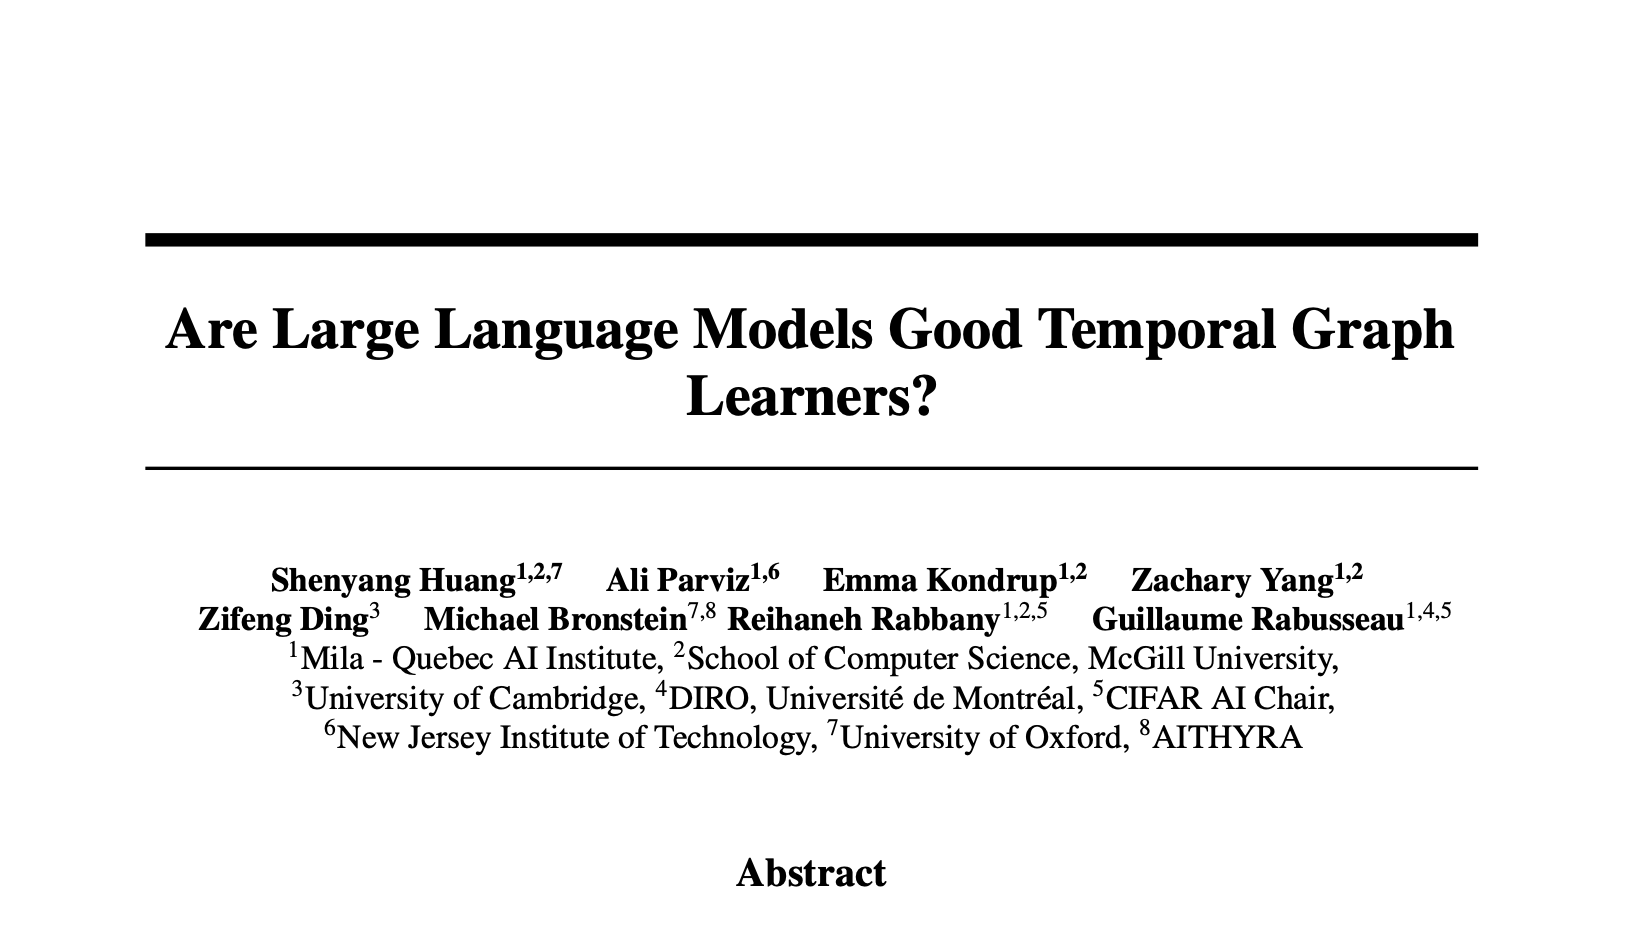 Are Large Language Models Good Temporal Graph
Learners?
Shenyang Huang1,2,7 Ali Parviz1,6 Emma Kondrup1,2 Zachary Yang1,2
Zifeng Ding3 Michael Bronstein7,8 Reihaneh Rabbany1,2,5 Guillaume Rabusseau1,4,5
1Mila - Quebec AI Institute, 2School of Computer Science, McGill University,
3University of Cambridge, 4DIRO, Université de Montréal, 5CIFAR AI Chair,
6New Jersey Institute of Technology, 7University of Oxford, 8AITHYRA
Abstract